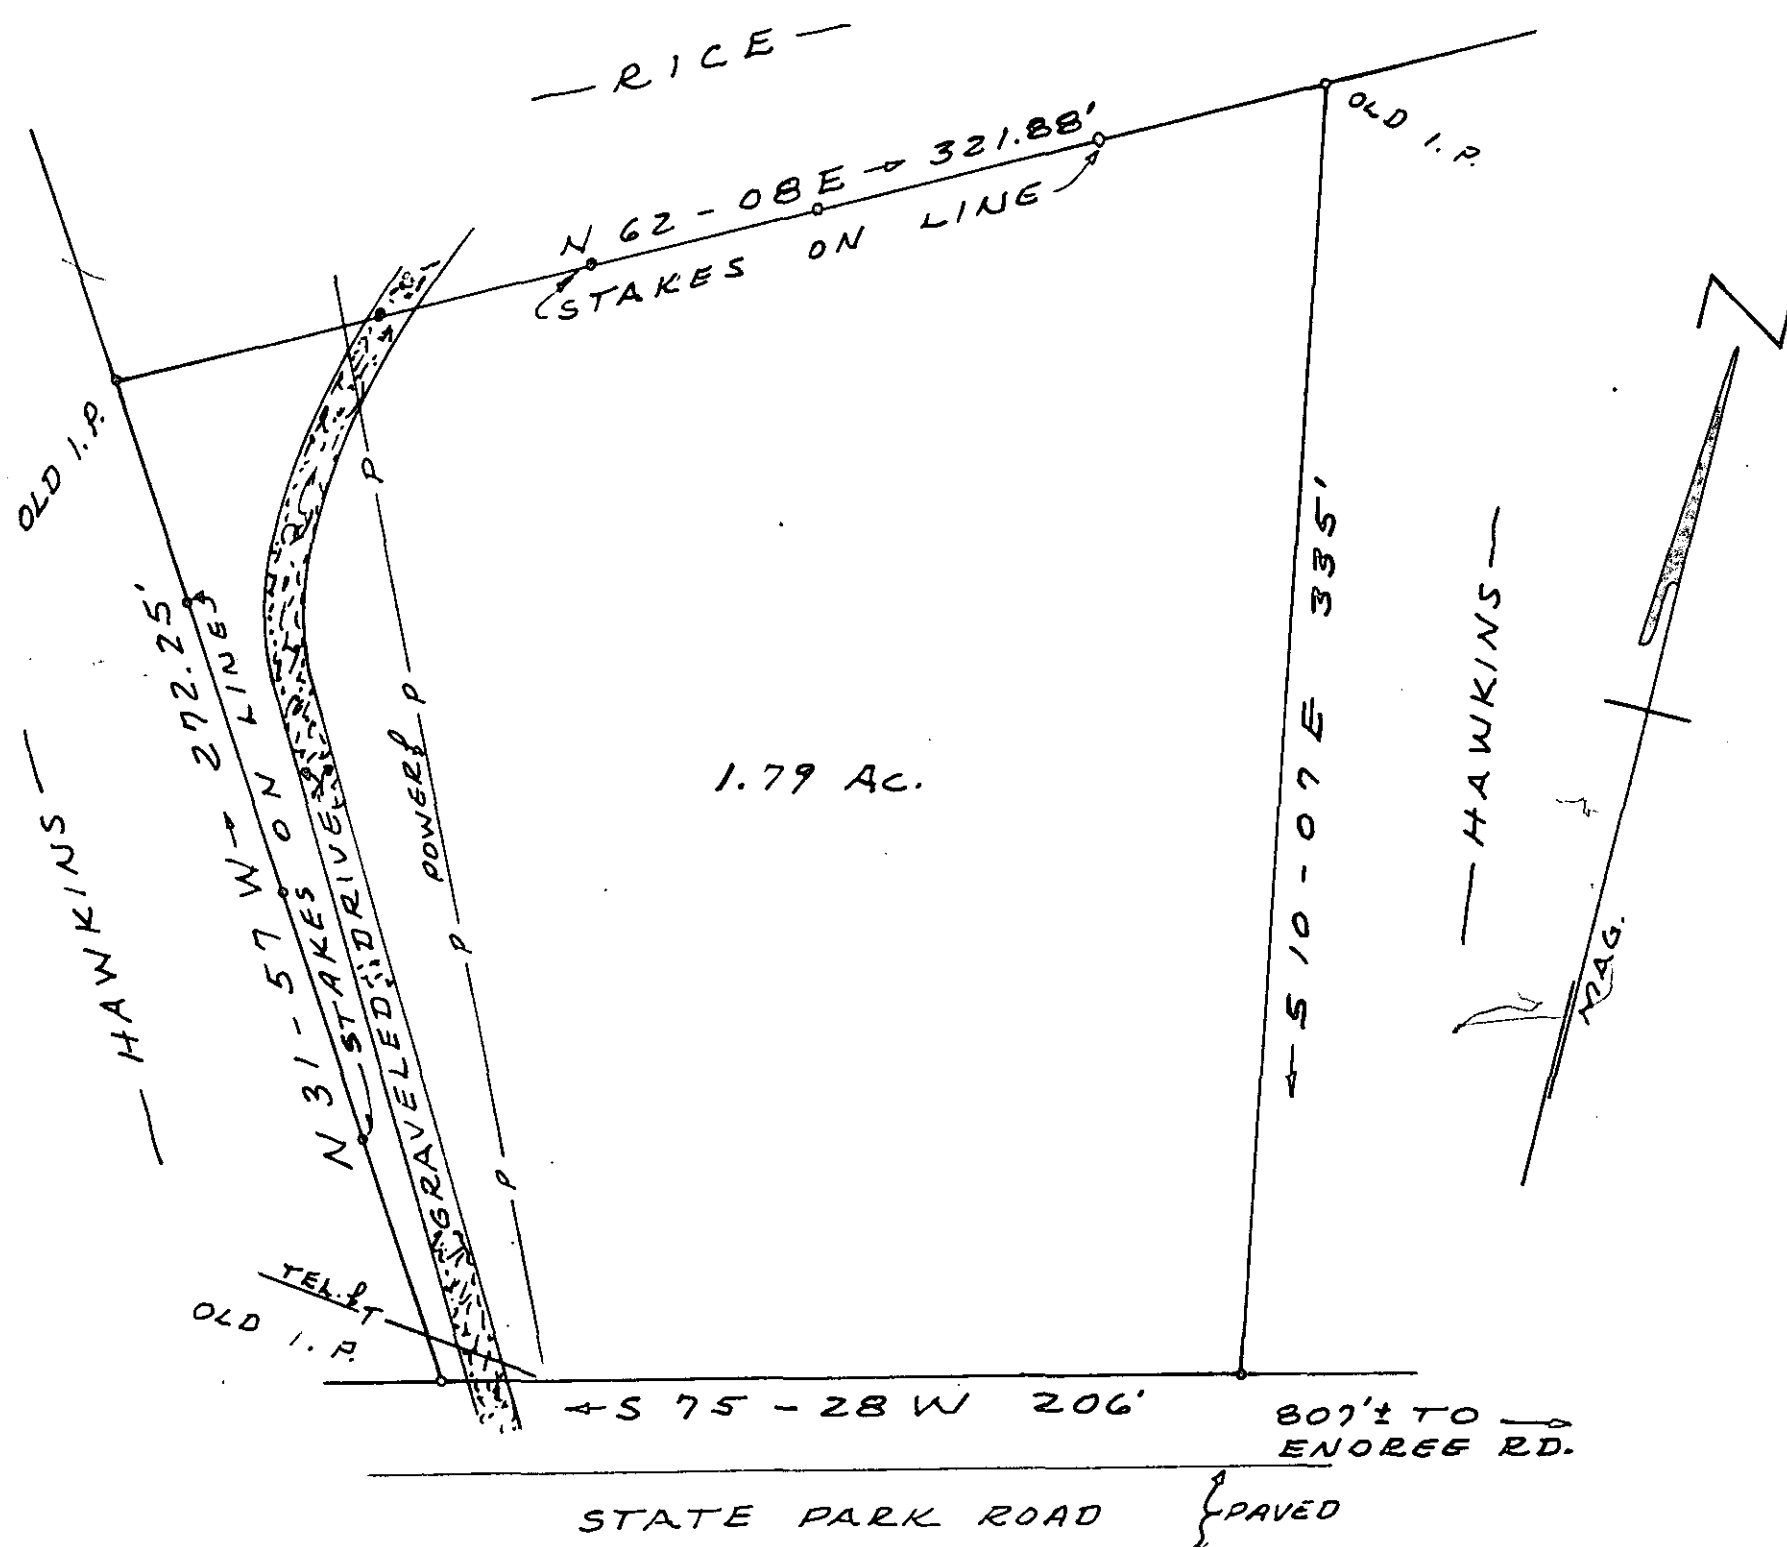 — RICE —
N 62 - 08 E → 321.88'
STAKES ON LINE
OLD I. P.
OLD I. P.
N
N 31 - 57 W → 272.25'
STAKES ON LINE
— HAWKINS —
GRAVELED DRIVE
P
POWER P
P
P
1.79 AC.
← S 10 - 07 E 335'
— HAWKINS —
MAG.
TEL. T
OLD I. P.
← S 75 - 28 W 206'
807'± TO →
ENOREE RD.
STATE PARK ROAD
PAVED